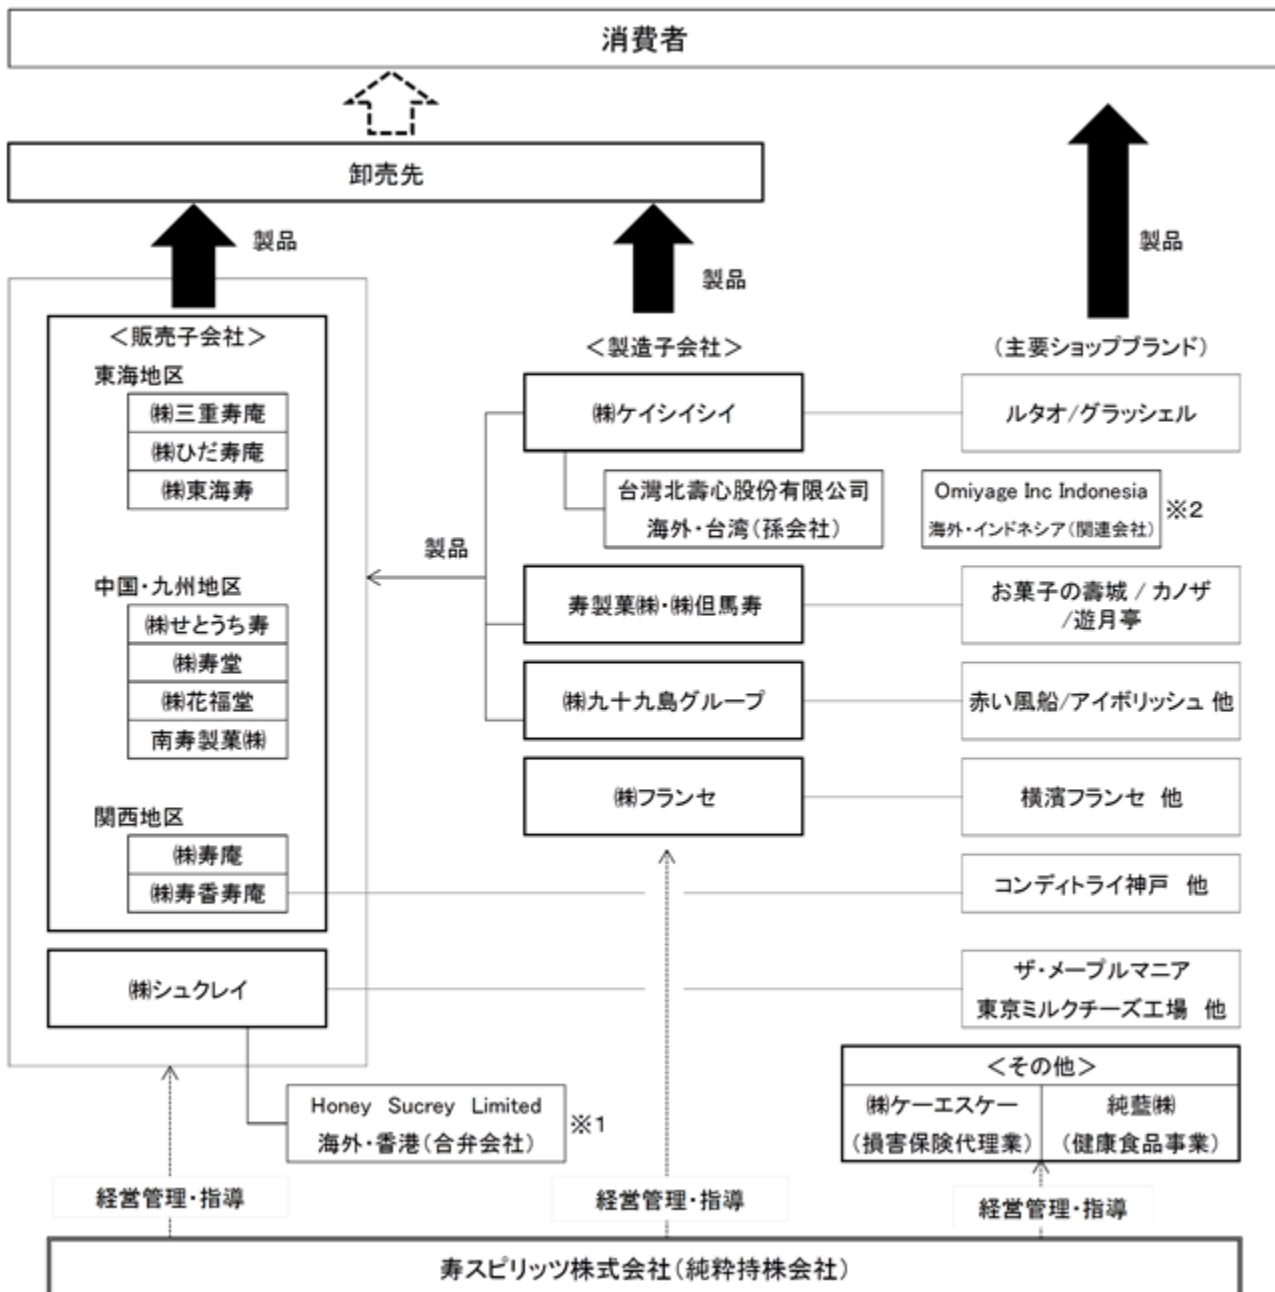 消費者
卸売先
製品
製品
製品
＜販売子会社＞
東海地区
㈱三重寿庵
㈱ひだ寿庵
㈱東海寿
中国・九州地区
㈱せとうち寿
㈱寿堂
㈱花福堂
南寿製菓㈱
関西地区
㈱寿庵
㈱寿香寿庵
㈱シュクレイ
Honey Sucrey Limited
海外・香港（合弁会社）
※1
製品
＜製造子会社＞
㈱ケイシイシイ
台灣北壽心股份有限公司
海外・台湾（孫会社）
寿製菓㈱・㈱但馬寿
㈱九十九島グループ
㈱フランセ
（主要ショップブランド）
ルタオ/グラッシェル
Omiyage Inc Indonesia
海外・インドネシア（関連会社）
※2
お菓子の壽城 / カノザ
/遊月亭
赤い風船/アイボリッシュ 他
横濱フランセ 他
コンディトライ神戸 他
ザ・メープルマニア
東京ミルクチーズ工場 他
＜その他＞
㈱ケーエスケー
（損害保険代理業）
純藍㈱
（健康食品事業）
経営管理・指導
経営管理・指導
経営管理・指導
寿スピリッツ株式会社（純粋持株会社）